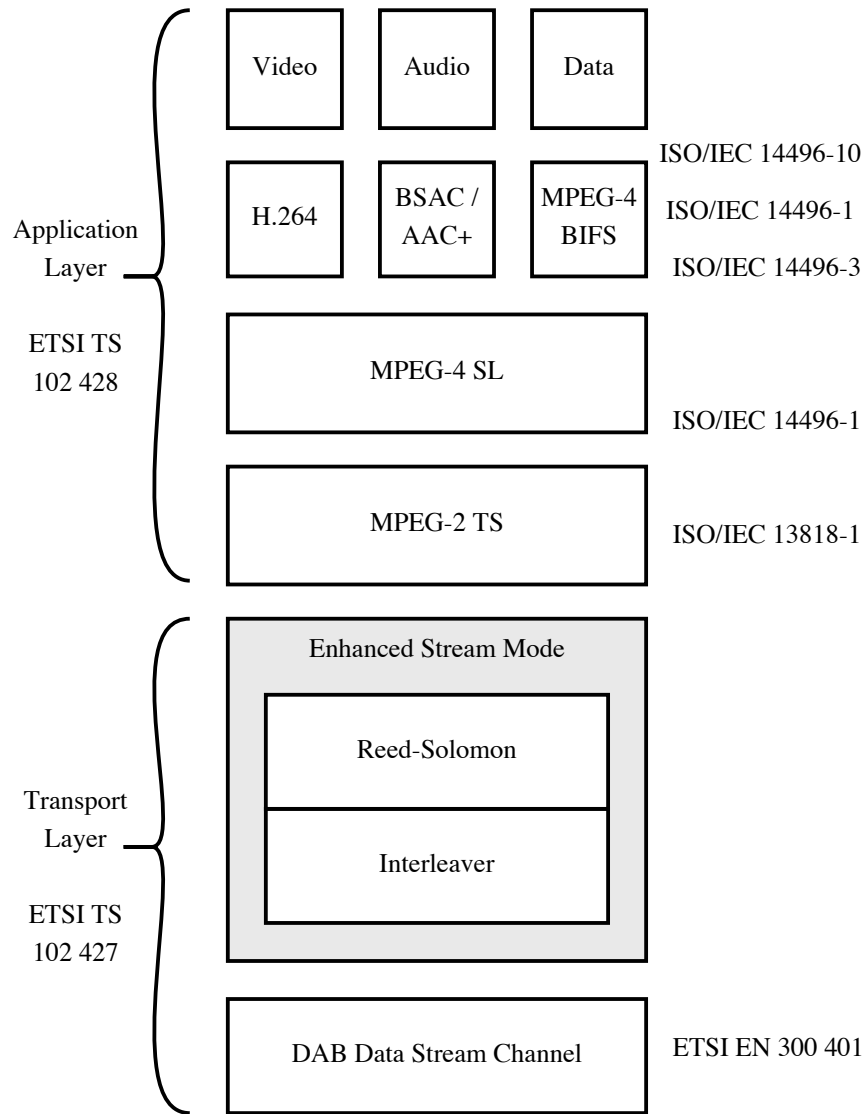 Video
Audio
Data
ISO/IEC 14496-10
H.264
BSAC /
AAC+
MPEG-4
BIFS
ISO/IEC 14496-1
ISO/IEC 14496-3
Application
Layer
ETSI TS
102 428
MPEG-4 SL
ISO/IEC 14496-1
MPEG-2 TS
ISO/IEC 13818-1
Enhanced Stream Mode
Reed-Solomon
Interleaver
Transport
Layer
ETSI TS
102 427
DAB Data Stream Channel
ETSI EN 300 401